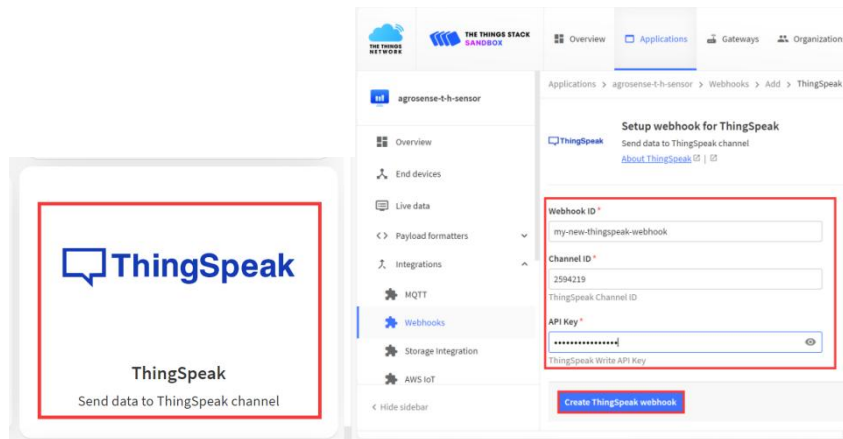 ThingSpeak
ThingSpeak
Send data to ThingSpeak channel
THE THINGS
NETWORK
THE THINGS STACK
SANDBOX
Overview
Applications
Gateways
Organization
agrosense-t-h-sensor
Overview
End devices
Live data
Payload formatters
Integrations
MQTT
Webhooks
Storage Integration
AWS IoT
< Hide sidebar
Applications > agrosense-t-h-sensor > Webhooks > Add > ThingSpeak
ThingSpeak
Setup webhook for ThingSpeak
Send data to ThingSpeak channel
About ThingSpeak |
Webhook ID *
my-new-thingspeak-webhook
Channel ID *
2594219
ThingSpeak Channel ID
API Key *
••••••••••••••••
ThingSpeak Write API Key
Create ThingSpeak webhook